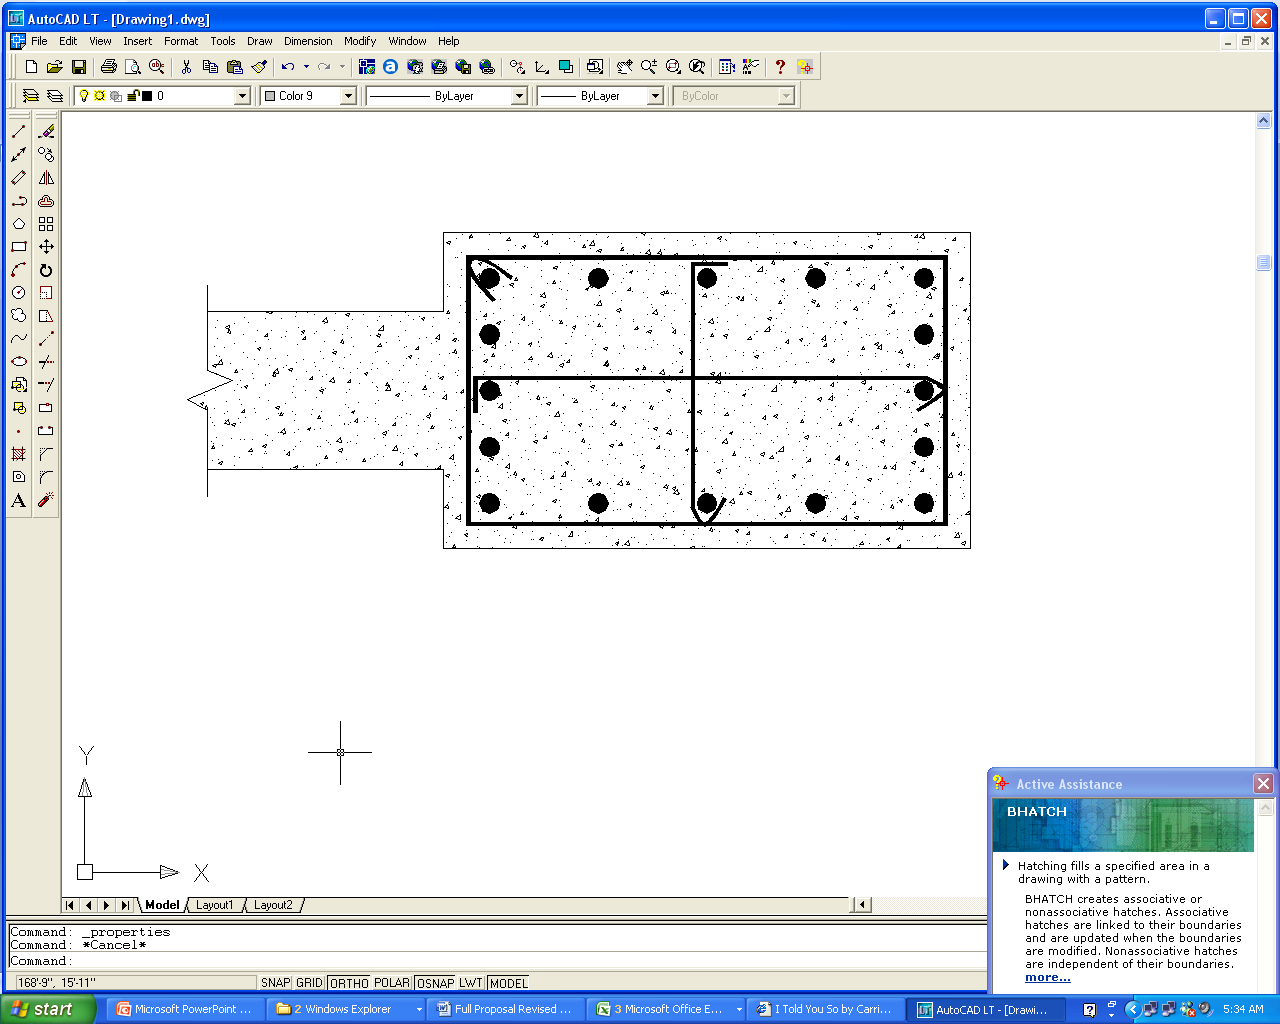 AutoCAD LT - [Drawing1.dwg]
File Edit View Insert Format Tools Draw Dimension Modify Window Help
0 Color 9 ByLayer ByLayer ByColor
A
Y
X
Active Assistance
BHATCH
Hatching fills a specified area in a
drawing with a pattern.
BHATCH creates associative or
nonassociative hatches. Associative
hatches are linked to their boundaries
and are updated when the boundaries
are modified. Nonassociative hatches
are independent of their boundaries.
more...
Model Layout1 Layout2
Command: _properties
Command: *Cancel*
Command:
168'-9", 15'-11" SNAP GRID ORTHO POLAR OSNAP LWT MODEL
start Microsoft PowerPoint ... 2 Windows Explorer Full Proposal Revised ... 3 Microsoft Office E... I Told You So by Carri... AutoCAD LT - [Drawi... 5:34 AM